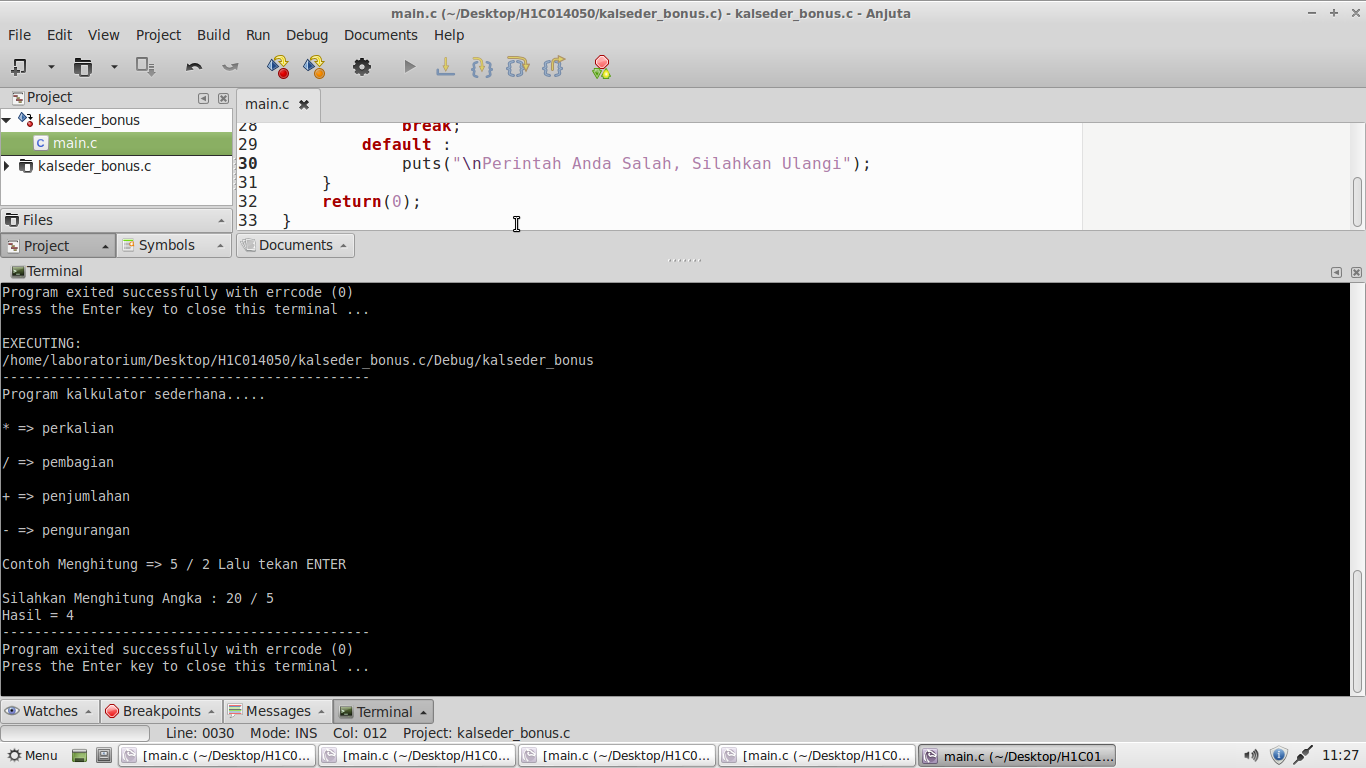 main.c (~/Desktop/H1C014050/kalseder_bonus.c) - kalseder_bonus.c - Anjuta
File Edit View Project Build Run Debug Documents Help
Project
kalseder_bonus
main.c
kalseder_bonus.c
Files
Project Symbols
main.c
28 break;
29 default :
30 puts("\nPerintah Anda Salah, Silahkan Ulangi");
31 }
32 return(0);
33 }
Documents
Terminal
Program exited successfully with errcode (0)
Press the Enter key to close this terminal ...
EXECUTING:
/home/laboratorium/Desktop/H1C014050/kalseder_bonus.c/Debug/kalseder_bonus
----------------------------------------------
Program kalkulator sederhana.....
* => perkalian
/ => pembagian
+ => penjumlahan
- => pengurangan
Contoh Menghitung => 5 / 2 Lalu tekan ENTER
Silahkan Menghitung Angka : 20 / 5
Hasil = 4
----------------------------------------------
Program exited successfully with errcode (0)
Press the Enter key to close this terminal ...
Watches Breakpoints Messages Terminal
Line: 0030 Mode: INS Col: 012 Project: kalseder_bonus.c
Menu [main.c (~/Desktop/H1C0... [main.c (~/Desktop/H1C0... [main.c (~/Desktop/H1C0... [main.c (~/Desktop/H1C0... main.c (~/Desktop/H1C01... 11:27